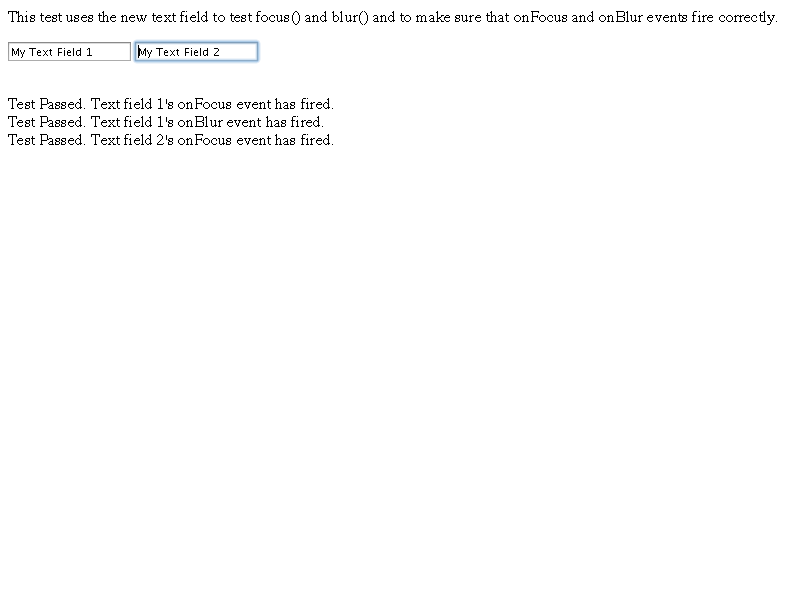 This test uses the new text field to test focus() and blur() and to make sure that onFocus and onBlur events fire correctly.
My Text Field 1 My Text Field 2
Test Passed. Text field 1's onFocus event has fired.
Test Passed. Text field 1's onBlur event has fired.
Test Passed. Text field 2's onFocus event has fired.